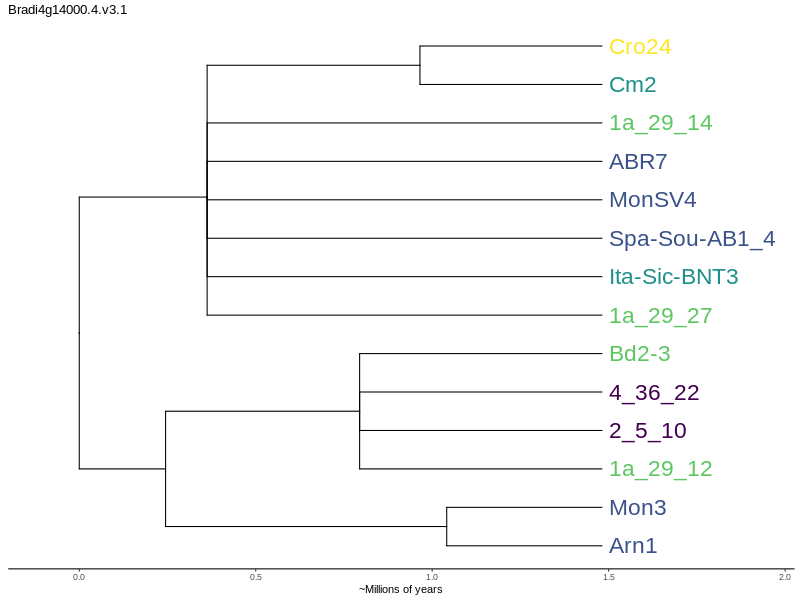 Bradi4g14000.4.v3.1
Cro24
Cm2
1a_29_14
ABR7
MonSV4
Spa-Sou-AB1_4
Ita-Sic-BNT3
1a_29_27
Bd2-3
4_36_22
2_5_10
1a_29_12
Mon3
Arn1
0.0 0.5 1.0 1.5 2.0
~Millions of years